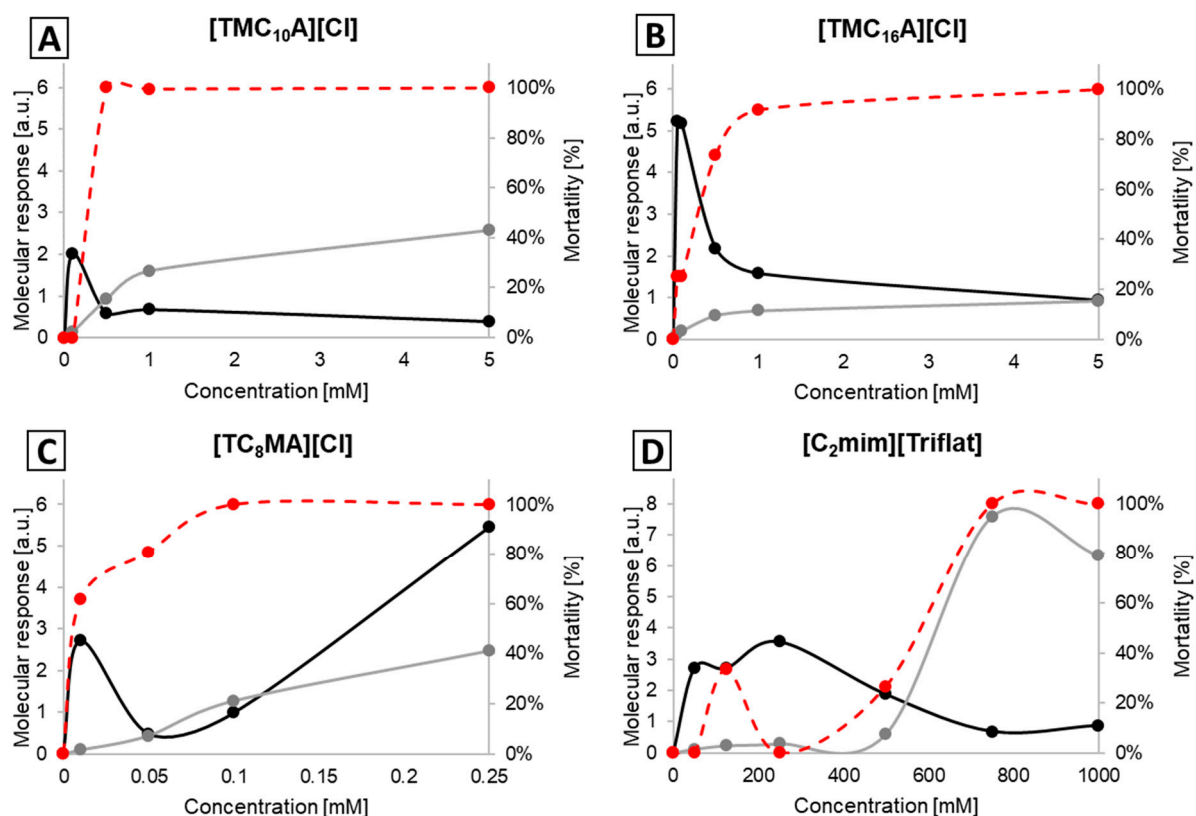 A
[TMC₁₀A][Cl]
Molecular response [a.u.]
6
5
4
3
2
1
0
100%
80%
60%
40%
20%
0%
Mortatlity [%]
0 1 2 3 4 5
Concentration [mM]
B
[TMC₁₆A][Cl]
Molecular response [a.u.]
6
5
4
3
2
1
0
100%
80%
60%
40%
20%
0%
Mortatlity [%]
0 1 2 3 4 5
Concentration [mM]
C
[TC₈MA][Cl]
Molecular response [a.u.]
6
5
4
3
2
1
0
100%
80%
60%
40%
20%
0%
Mortatlity [%]
0 0.05 0.1 0.15 0.2 0.25
Concentration [mM]
D
[C₂mim][Triflat]
Molecular response [a.u.]
8
7
6
5
4
3
2
1
0
100%
80%
60%
40%
20%
0%
Mortatlity [%]
0 200 400 600 800 1000
Concentration [mM]